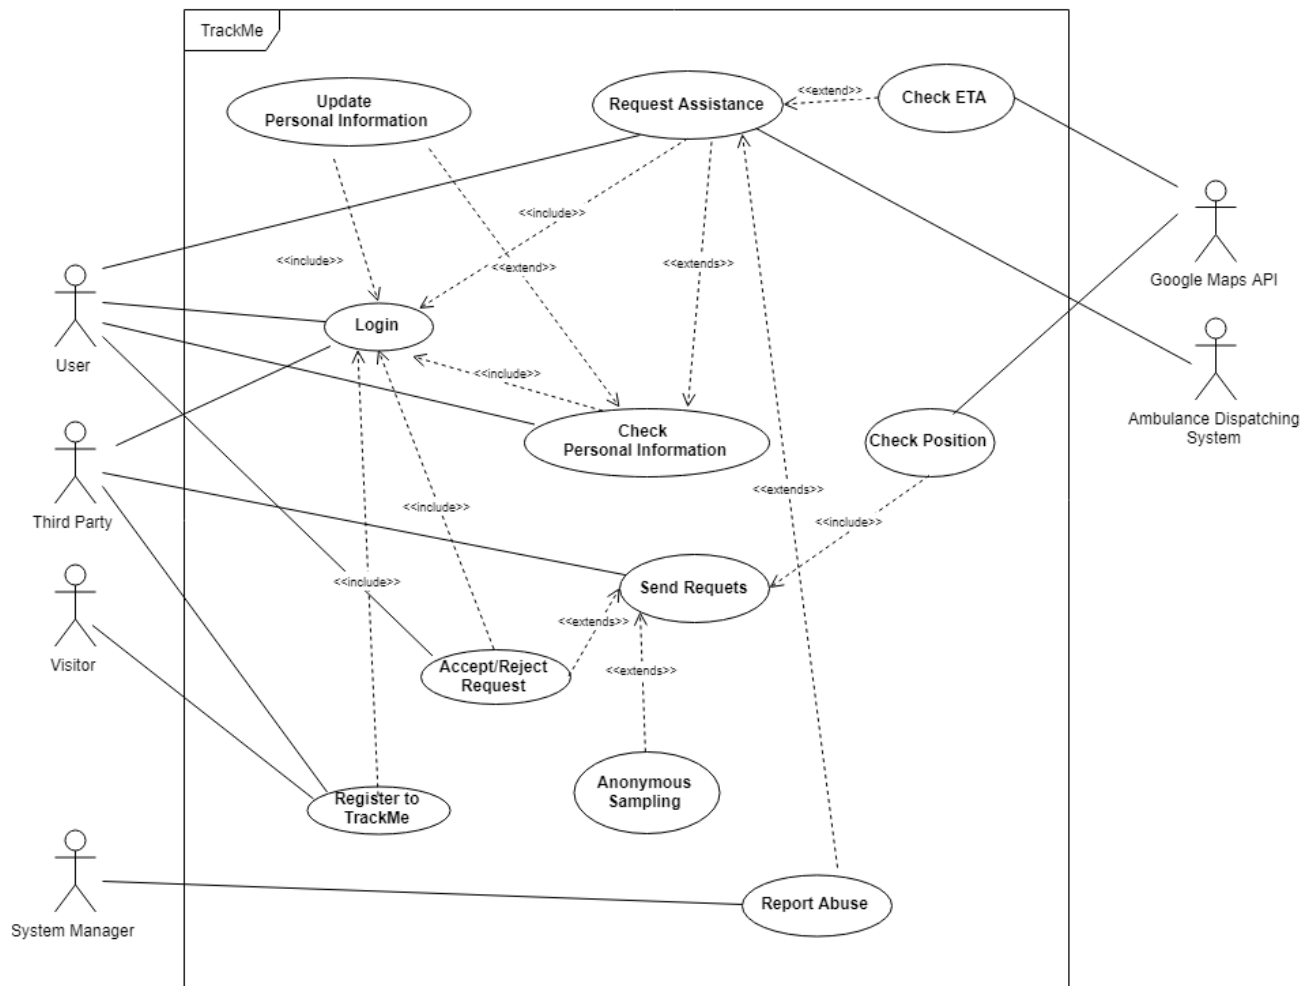 TrackMe
Update
Personal Information
Request Assistance
<<extend>>
Check ETA
<<include>>
<<include>>
<<extend>>
<<extends>>
Google Maps API
Login
User
<<include>>
Ambulance Dispatching
System
Check
Personal Information
Check Position
<<extends>>
<<include>>
<<include>>
Third Party
<<include>>
Send Requets
<<extends>>
Visitor
Accept/Reject
Request
<<extends>>
Anonymous
Sampling
Register to
TrackMe
Report Abuse
System Manager